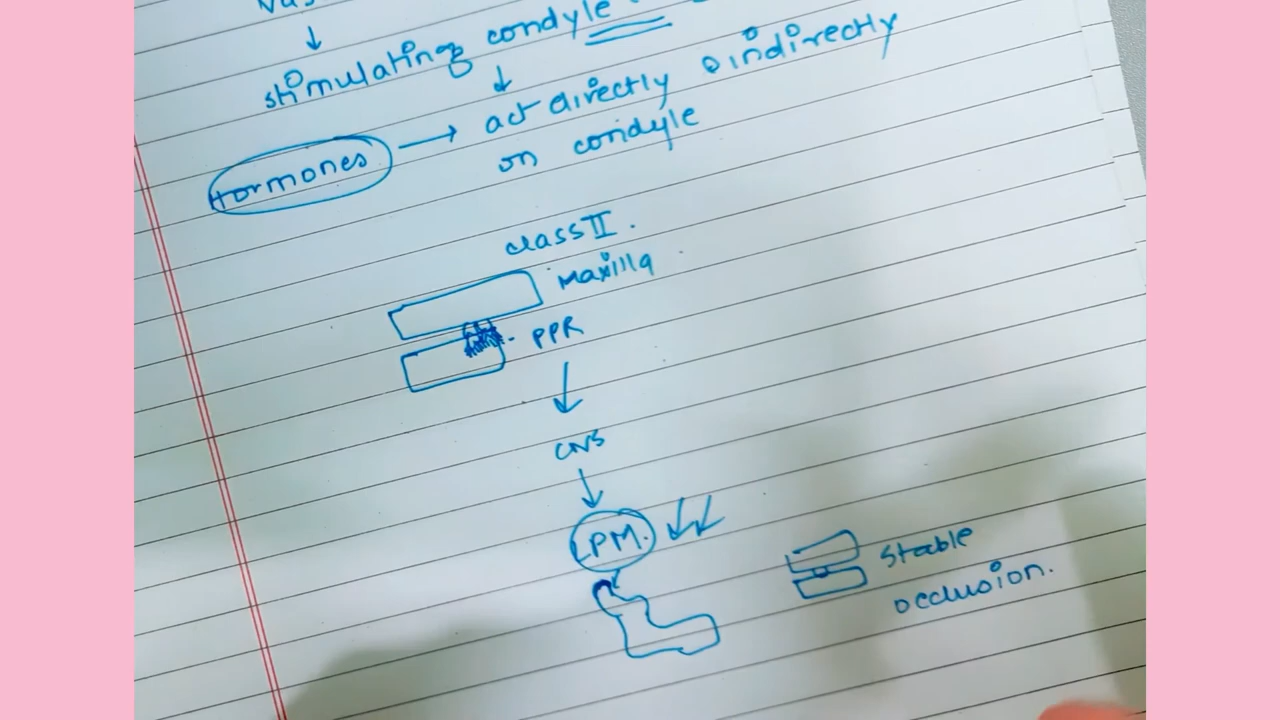 stimulating condyle
Hormones → act directly & indirectly
on condyle
class II.
Maxilla
PPR
CNS
LPM.
stable
occlusion.